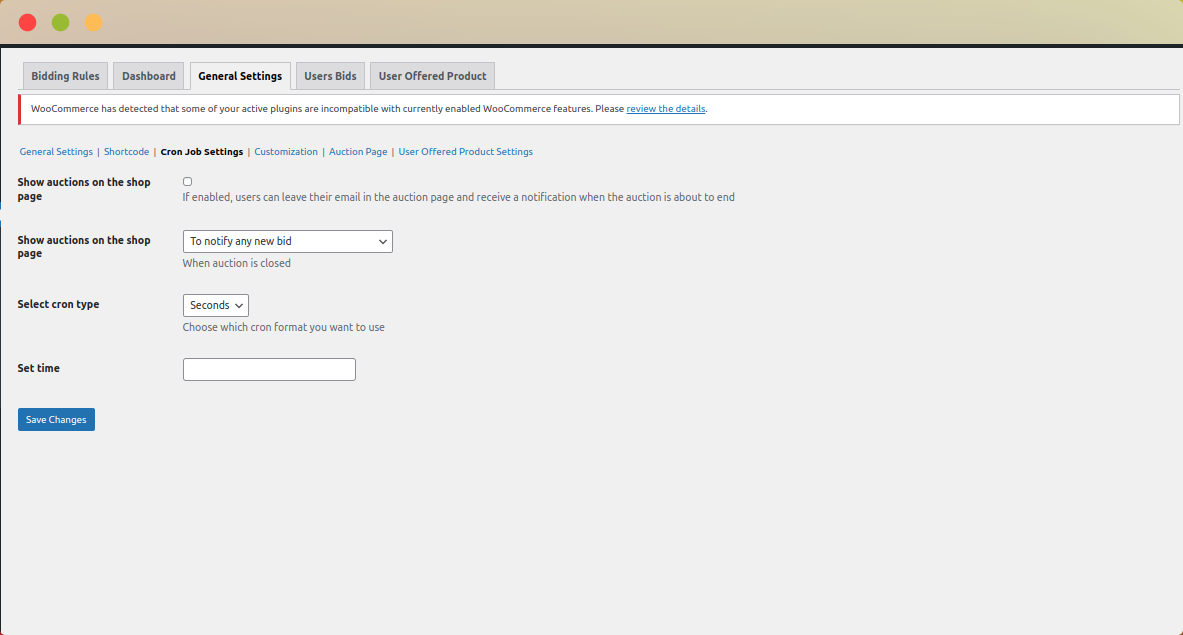 Bidding Rules Dashboard General Settings Users Bids User Offered Product
WooCommerce has detected that some of your active plugins are incompatible with currently enabled WooCommerce features. Please review the details.
General Settings | Shortcode | Cron Job Settings | Customization | Auction Page | User Offered Product Settings
Show auctions on the shop
page
If enabled, users can leave their email in the auction page and receive a notification when the auction is about to end
Show auctions on the shop
page
To notify any new bid
When auction is closed
Select cron type
Seconds
Choose which cron format you want to use
Set time
Save Changes